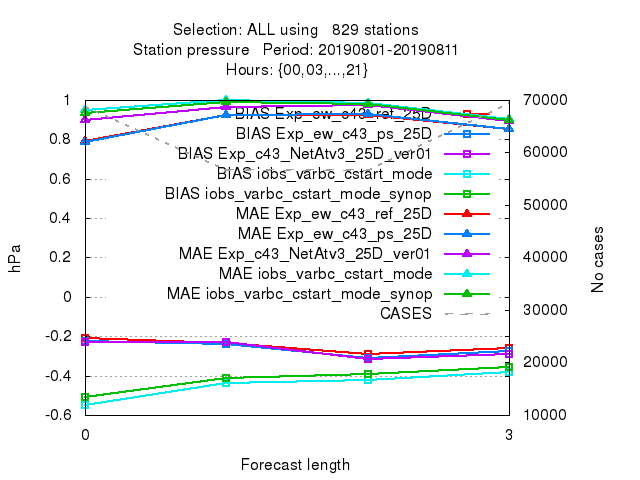 Selection: ALL using   829 stations
Station pressure   Period: 20190801-20190811
Hours: {00,03,...,21}
1
0.8
0.6
0.4
0.2
0
-0.2
-0.4
-0.6
hPa
BIAS Exp_ew_c43_ref_25D
BIAS Exp_ew_c43_ps_25D
BIAS Exp_c43_NetAtv3_25D_ver01
BIAS iobs_varbc_cstart_mode
BIAS iobs_varbc_cstart_mode_synop
MAE Exp_ew_c43_ref_25D
MAE Exp_ew_c43_ps_25D
MAE Exp_c43_NetAtv3_25D_ver01
MAE iobs_varbc_cstart_mode
MAE iobs_varbc_cstart_mode_synop
CASES
70000
60000
50000
40000
30000
20000
10000
No cases
0 3
Forecast length